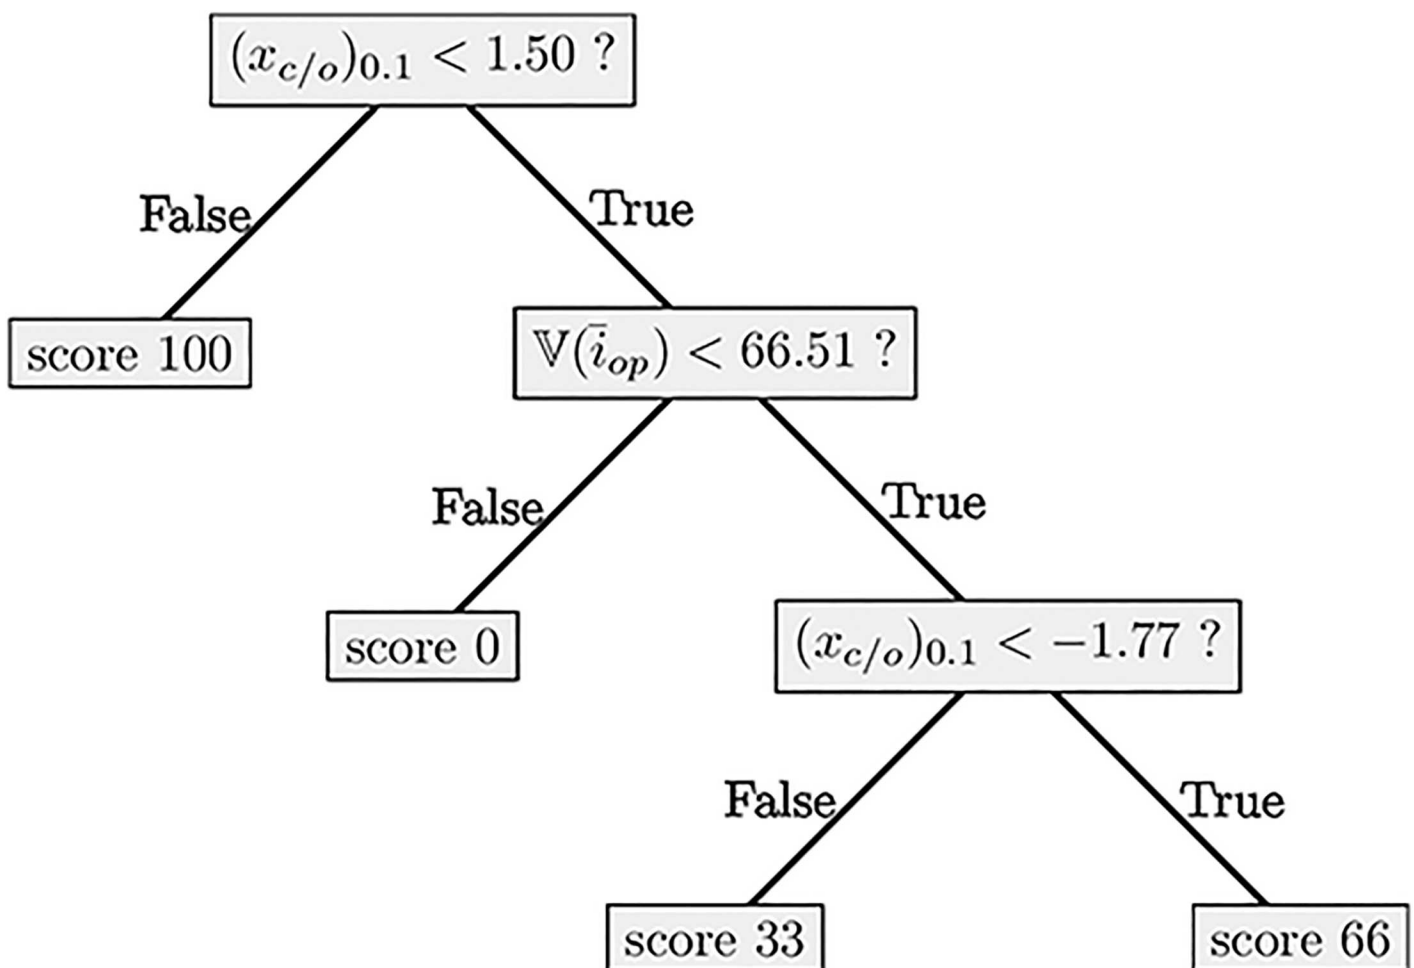 (x_{c/o})_{0.1} < 1.50 ?
False
True
score 100
𝕍(i̅_{op}) < 66.51 ?
False
True
score 0
(x_{c/o})_{0.1} < −1.77 ?
False
True
score 33
score 66